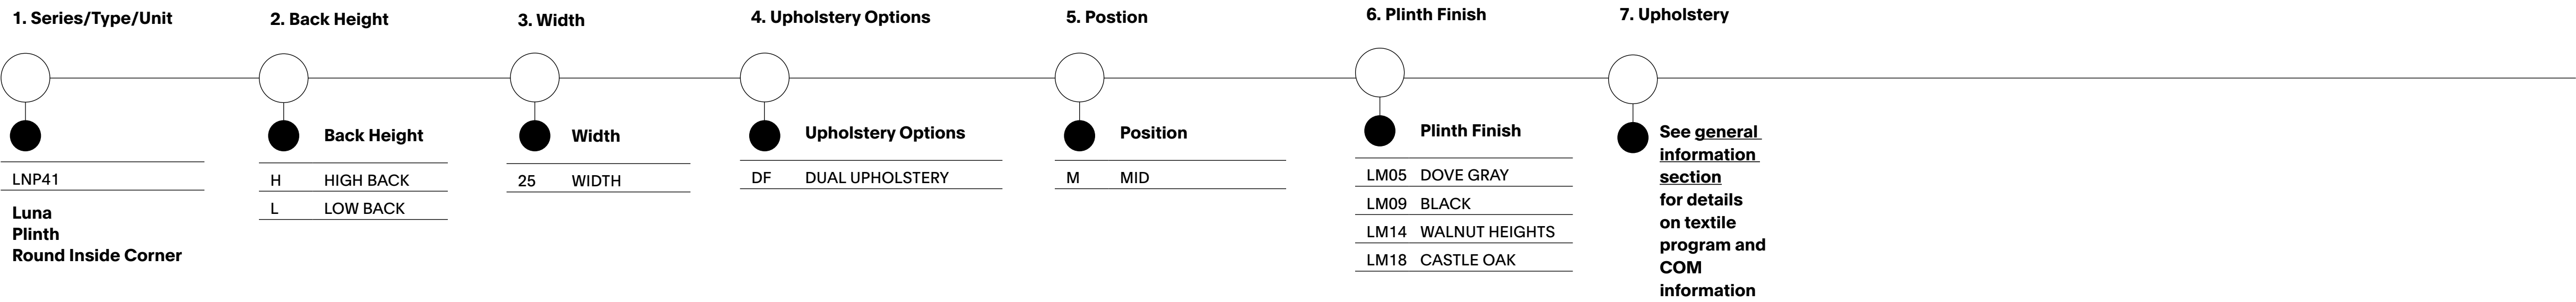 1. Series/Type/Unit
2. Back Height
3. Width
4. Upholstery Options
5. Postion
6. Plinth Finish
7. Upholstery
LNP41
Luna
Plinth
Round Inside Corner
Back Height
H HIGH BACK
L LOW BACK
Width
25 WIDTH
Upholstery Options
DF DUAL UPHOLSTERY
Position
M MID
Plinth Finish
LM05 DOVE GRAY
LM09 BLACK
LM14 WALNUT HEIGHTS
LM18 CASTLE OAK
See general
information
section
for details
on textile
program and
COM
information